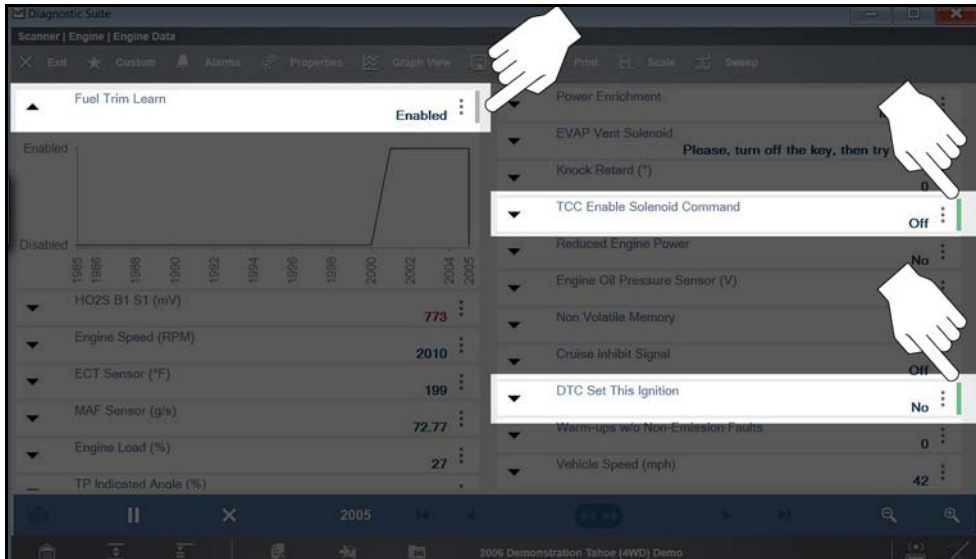 Diagnostic Suite
Scanner | Engine | Engine Data
Exit Custom Alarms Properties Graph View Print Scale Sweep
Fuel Trim Learn
Enabled
Enabled
Disabled
1985 1986 1988 1990 1992 1994 1996 1998 2000 2002 2004 2005
HO2S B1 S1 (mV)
773
Engine Speed (RPM)
2010
ECT Sensor (°F)
199
MAF Sensor (g/s)
72.77
Engine Load (%)
27
TP Indicated Angle (%)
Power Enrichment
EVAP Vent Solenoid
Please, turn off the key, then try
Knock Retard (°)
0
TCC Enable Solenoid Command
Off
Reduced Engine Power
No
Engine Oil Pressure Sensor (V)
Non Volatile Memory
Cruise Inhibit Signal
Off
DTC Set This Ignition
No
Warm-ups w/o Non-Emission Faults
0
Vehicle Speed (mph)
42
2005
2006 Demonstration Tahoe (4WD) Demo